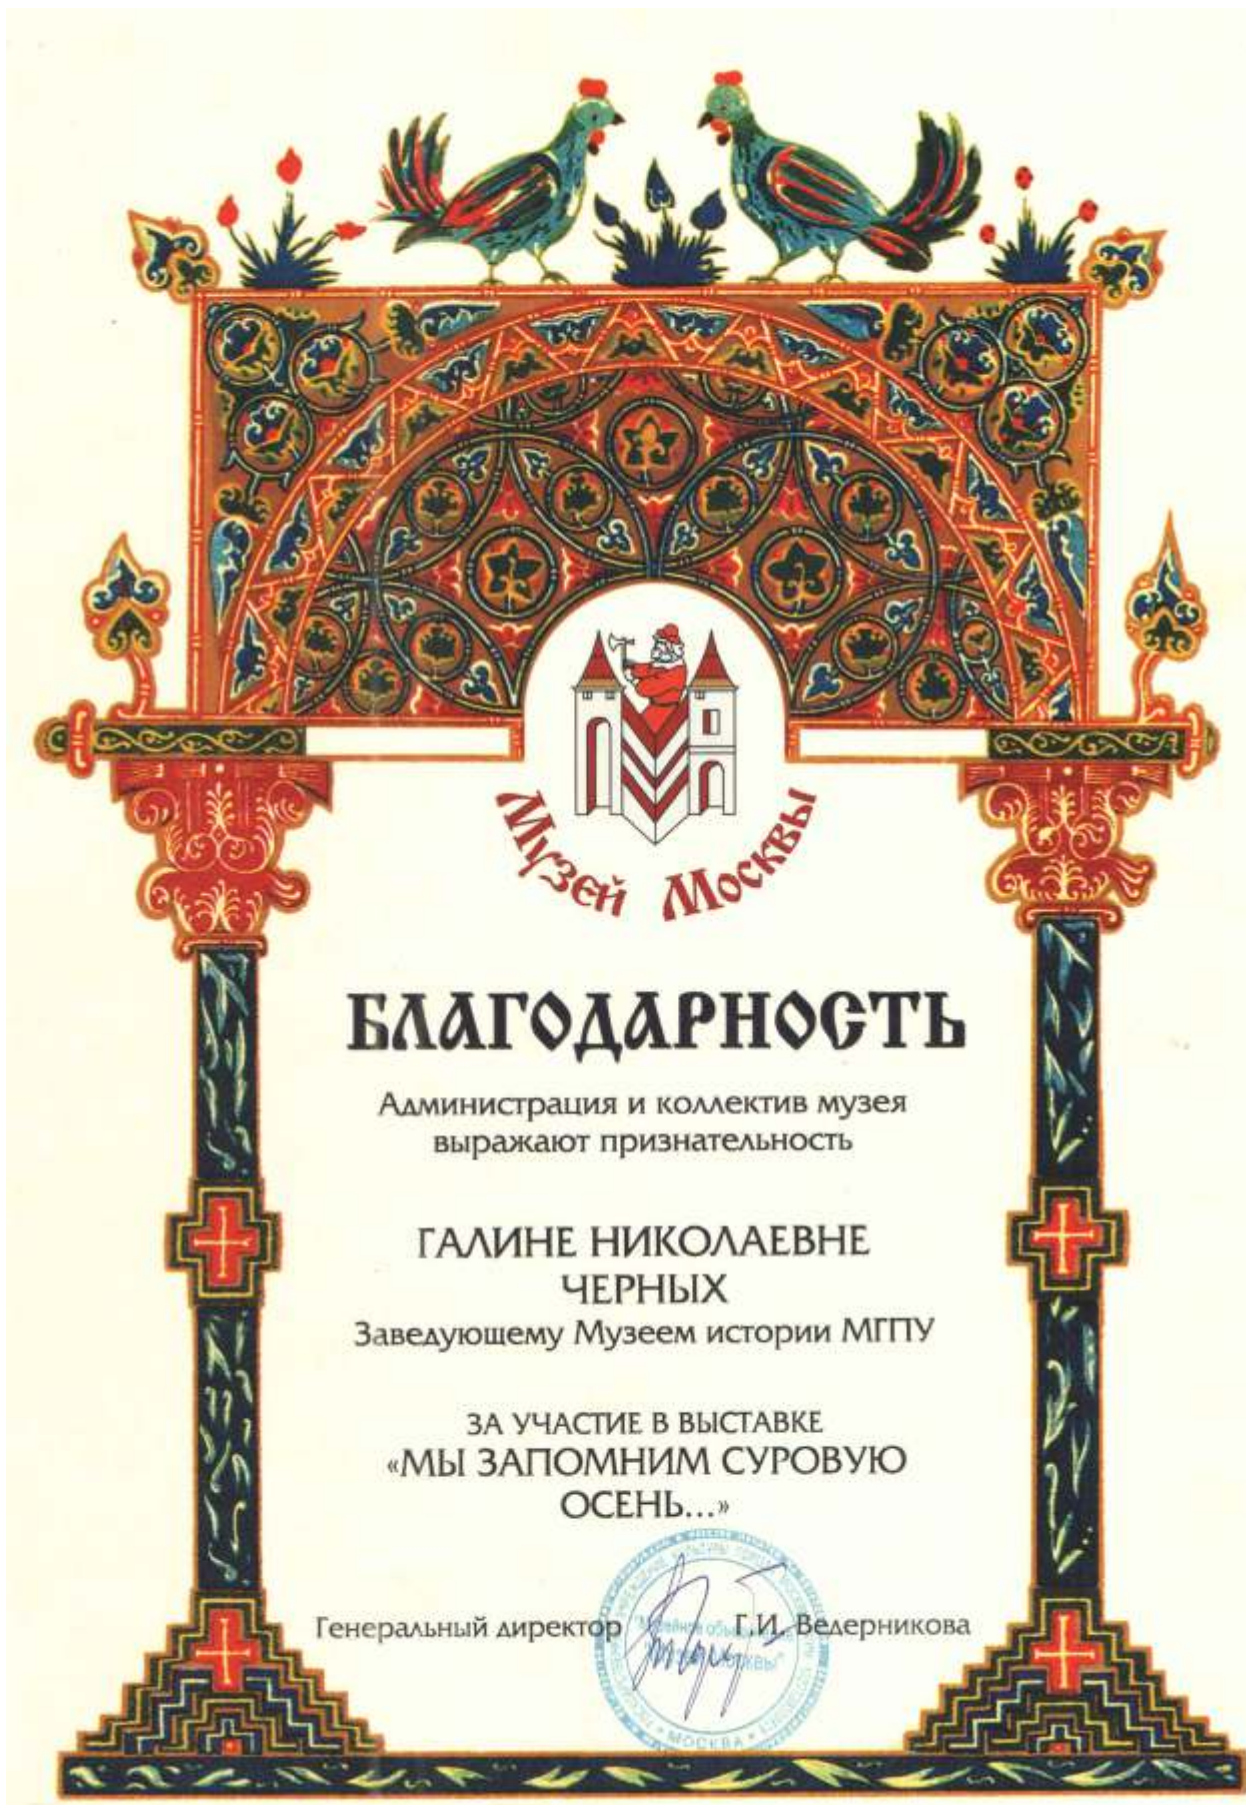 Музей Москвы
БЛАГОДАРНОСТЬ
Администрация и коллектив музея
выражают признательность
ГАЛИНЕ НИКОЛАЕВНЕ
ЧЕРНЫХ
Заведующему Музеем истории МГПУ
ЗА УЧАСТИЕ В ВЫСТАВКЕ
«МЫ ЗАПОМНИМ СУРОВУЮ
ОСЕНЬ...»
Генеральный директор Г.И. Ведерникова
МОСКВА